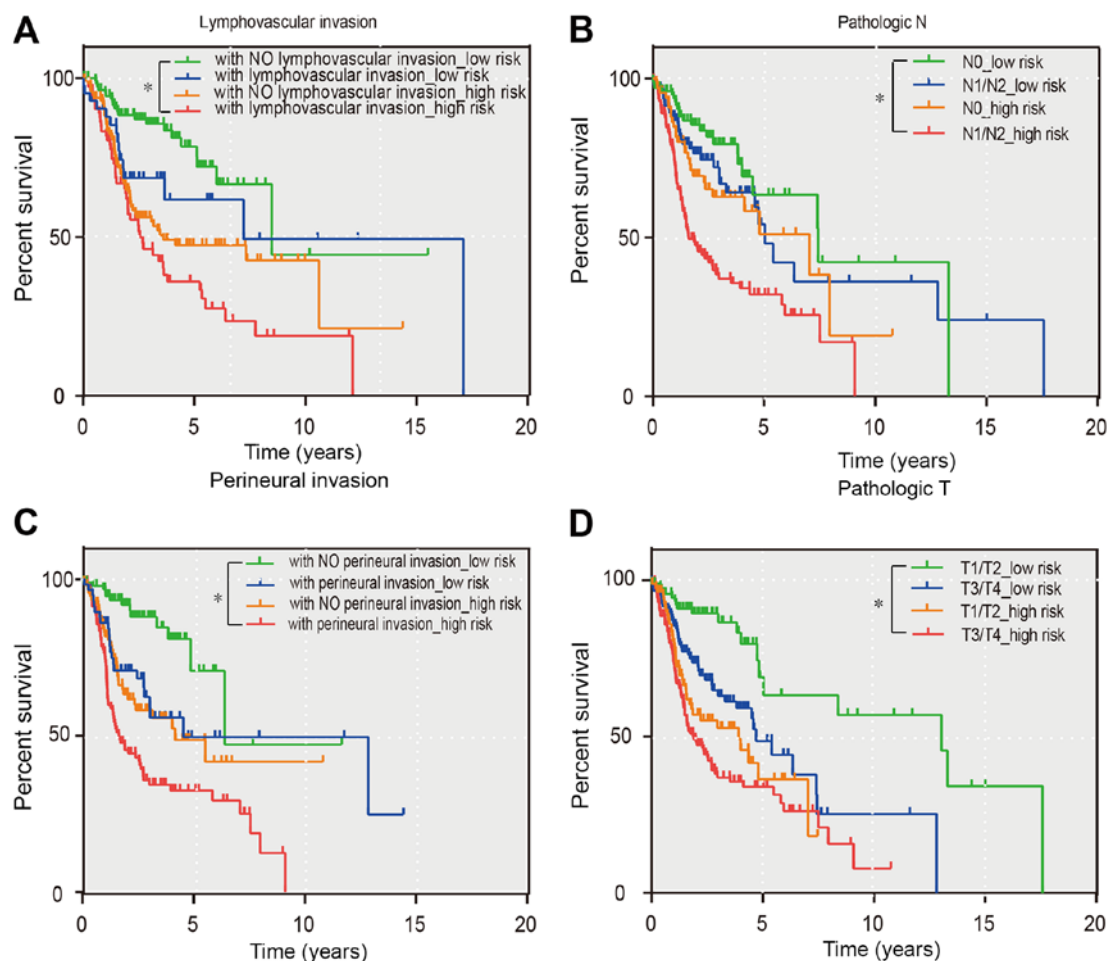 A
Lymphovascular invasion
with NO lymphovascular invasion_low risk
with lymphovascular invasion_low risk
with NO lymphovascular invasion_high risk
with lymphovascular invasion_high risk
*
Percent survival
100
50
0
0 5 10 15 20
Time (years)
B
Pathologic N
N0_low risk
N1/N2_low risk
N0_high risk
N1/N2_high risk
*
Percent survival
100
50
0
0 5 10 15 20
Time (years)
C
Perineural invasion
with NO perineural invasion_low risk
with perineural invasion_low risk
with NO perineural invasion_high risk
with perineural invasion_high risk
*
Percent survival
100
50
0
0 5 10 15 20
Time (years)
D
Pathologic T
T1/T2_low risk
T3/T4_low risk
T1/T2_high risk
T3/T4_high risk
*
Percent survival
100
50
0
0 5 10 15 20
Time (years)